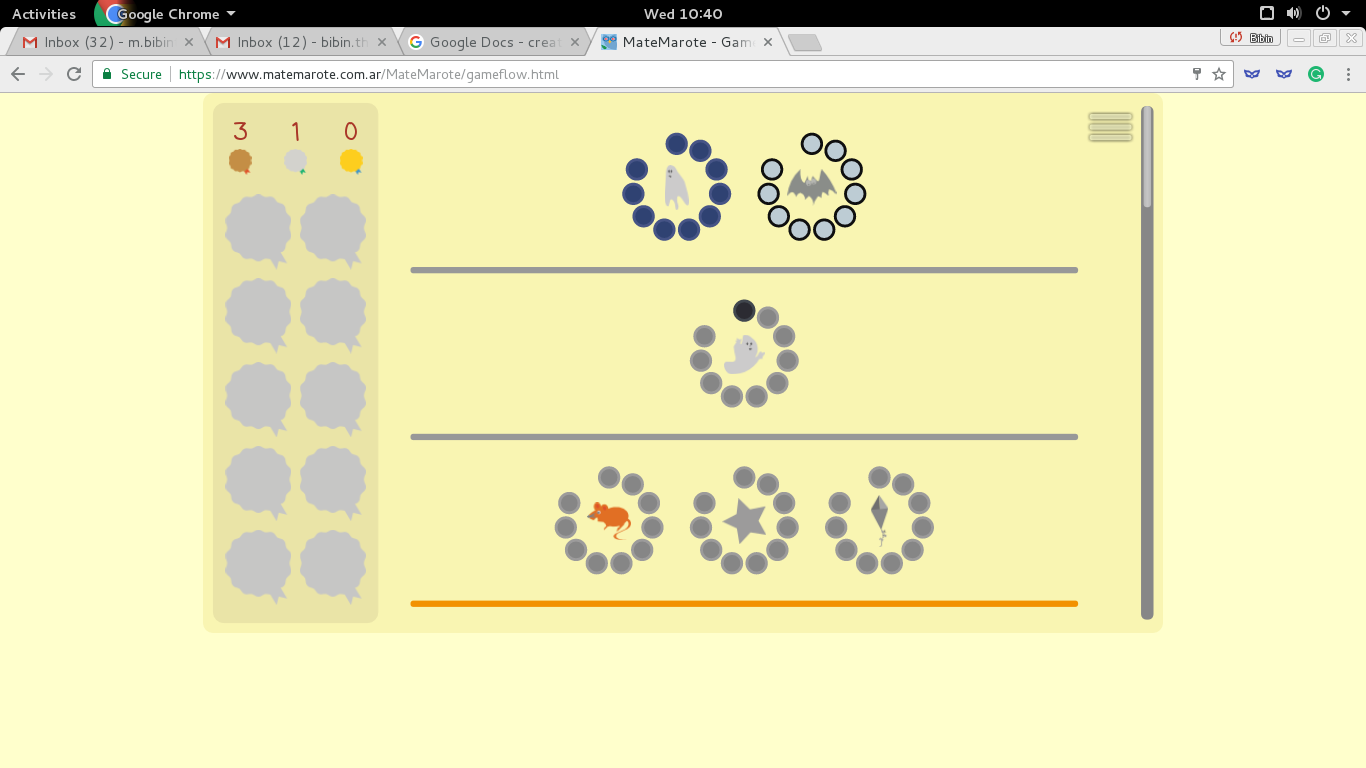 Activities
Google Chrome
Wed 10:40
Inbox (32) - m.bibin
Inbox (12) - bibin.th
Google Docs - creat
MateMarote - Game
Bibin
Secure
https://www.matemarote.com.ar/MateMarote/gameflow.html
3 1 0